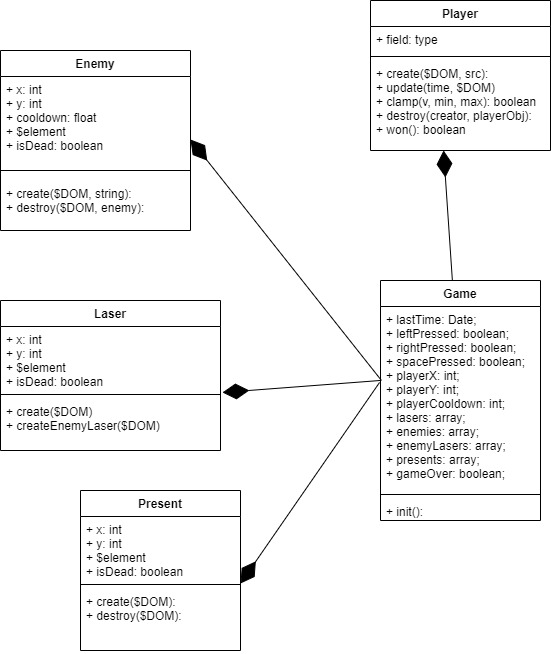 Player
+ field: type
+ create($DOM, src):
+ update(time, $DOM)
+ clamp(v, min, max): boolean
+ destroy(creator, playerObj):
+ won(): boolean
Enemy
+ x: int
+ y: int
+ cooldown: float
+ $element
+ isDead: boolean
+ create($DOM, string):
+ destroy($DOM, enemy):
Laser
+ x: int
+ y: int
+ $element
+ isDead: boolean
+ create($DOM)
+ createEnemyLaser($DOM)
Game
+ lastTime: Date;
+ leftPressed: boolean;
+ rightPressed: boolean;
+ spacePressed: boolean;
+ playerX: int;
+ playerY: int;
+ playerCooldown: int;
+ lasers: array;
+ enemies: array;
+ enemyLasers: array;
+ presents: array;
+ gameOver: boolean;
+ init():
Present
+ x: int
+ y: int
+ $element
+ isDead: boolean
+ create($DOM):
+ destroy($DOM):